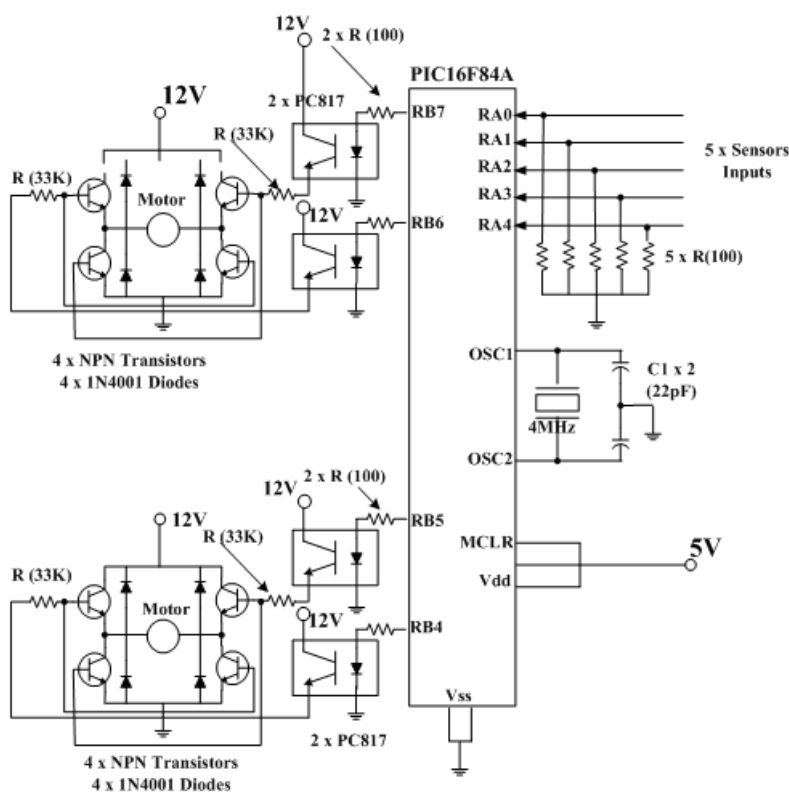 12V
2 x R (100)
PIC16F84A
12V
2 x PC817
RB7
RA0
R (33K)
RA1
5 x Sensors
Inputs
R (33K)
Motor
RA2
12V
RA3
RB6
RA4
5 x R(100)
OSC1
4 x NPN Transistors
4 x 1N4001 Diodes
C1 x 2
(22pF)
4MHz
OSC2
2 x R (100)
12V
12V
RB5
R (33K)
MCLR
5V
R (33K)
Vdd
Motor
12V
RB4
Vss
2 x PC817
4 x NPN Transistors
4 x 1N4001 Diodes